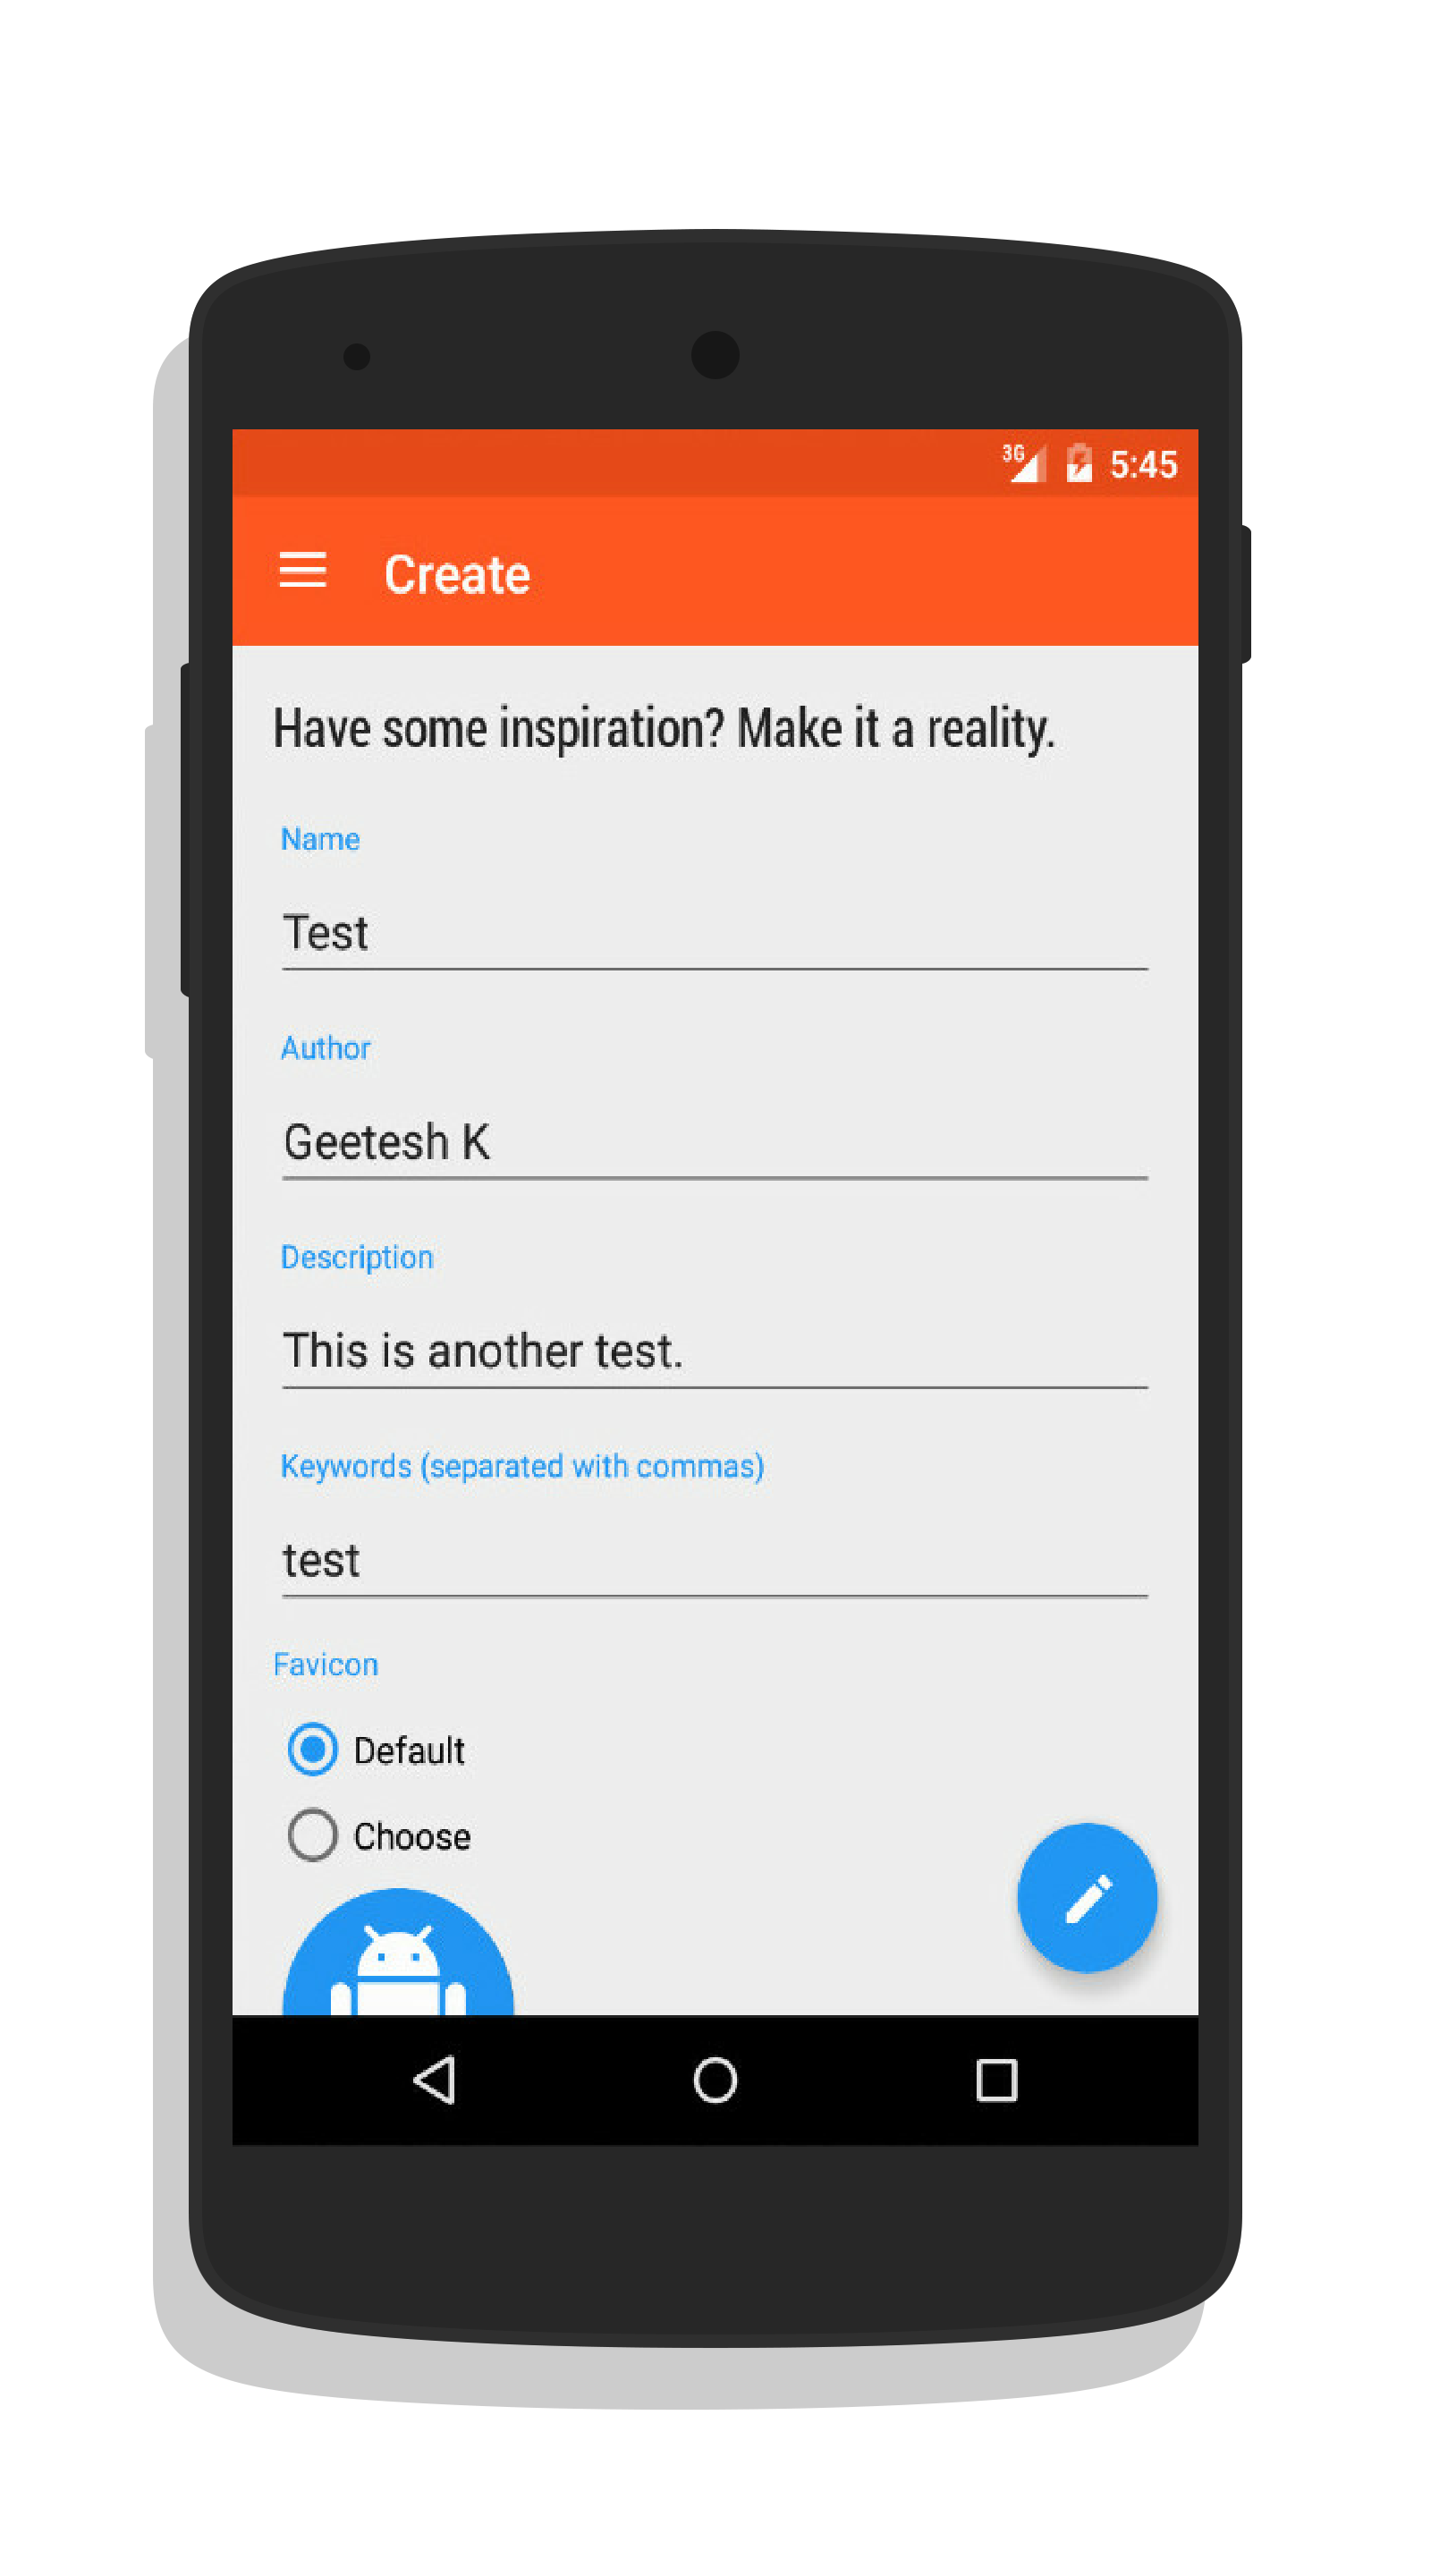 3G 5:45
Create
Have some inspiration? Make it a reality.
Name
Test
Author
Geetesh K
Description
This is another test.
Keywords (separated with commas)
test
Favicon
Default
Choose